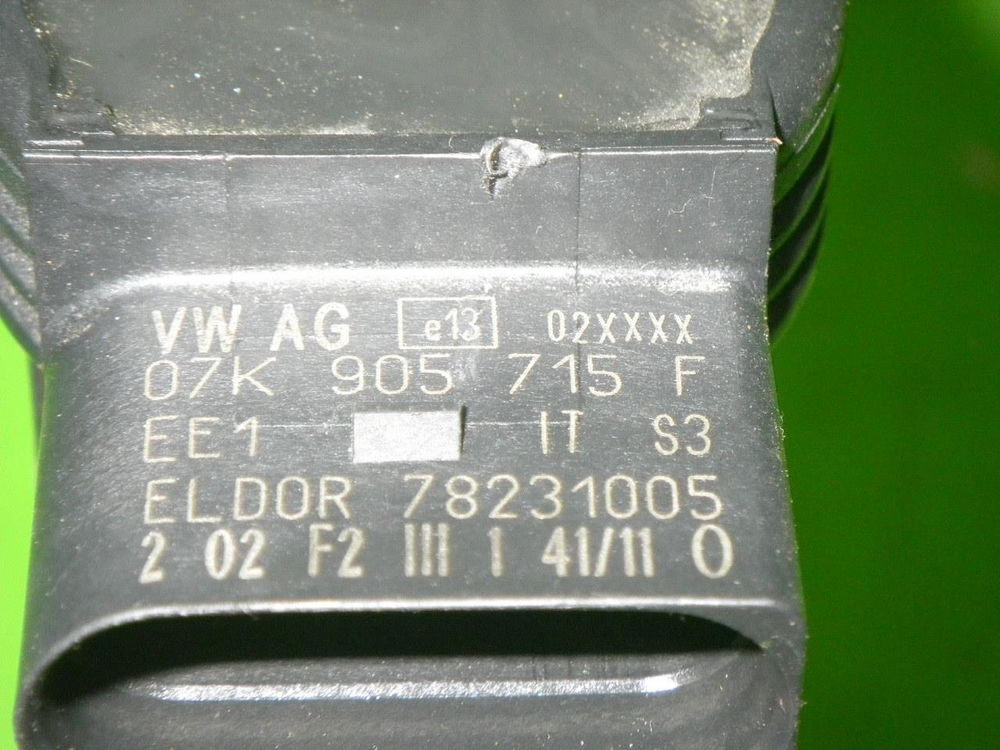 VW AG e13 02XXXX
07K 905 715 F
EE1 IT S3
ELDOR 78231005
2 02 F2 III 1 41/11 0